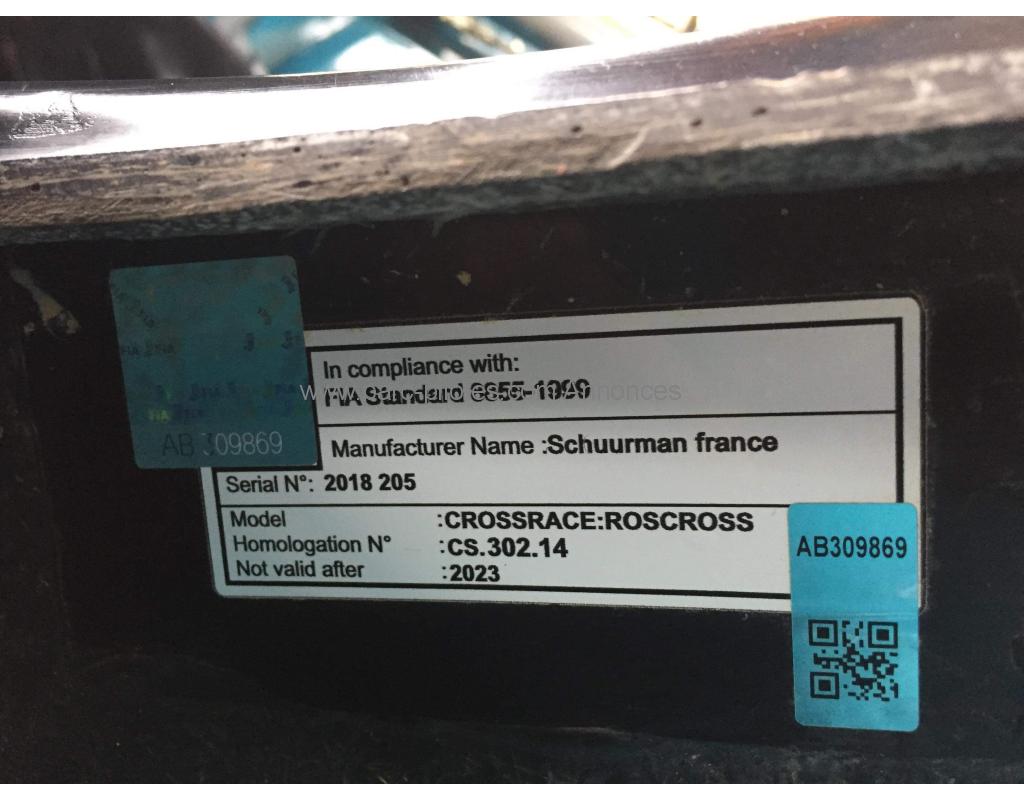 In compliance with:
FIA Standard 8855-1999
Manufacturer Name :Schuurman france
AB 309869
Serial N°: 2018 205
Model :CROSSRACE:ROSCROSS
Homologation N° :CS.302.14
Not valid after :2023
AB309869